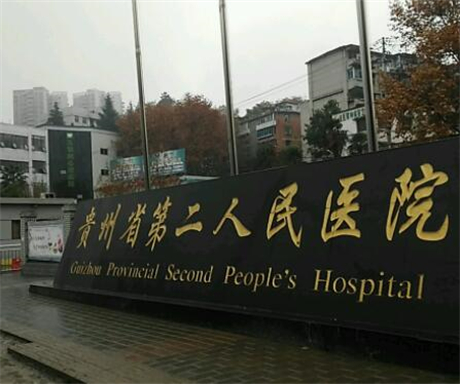 贵州省第二人民医院
Guizhou Provincial Second People's Hospital